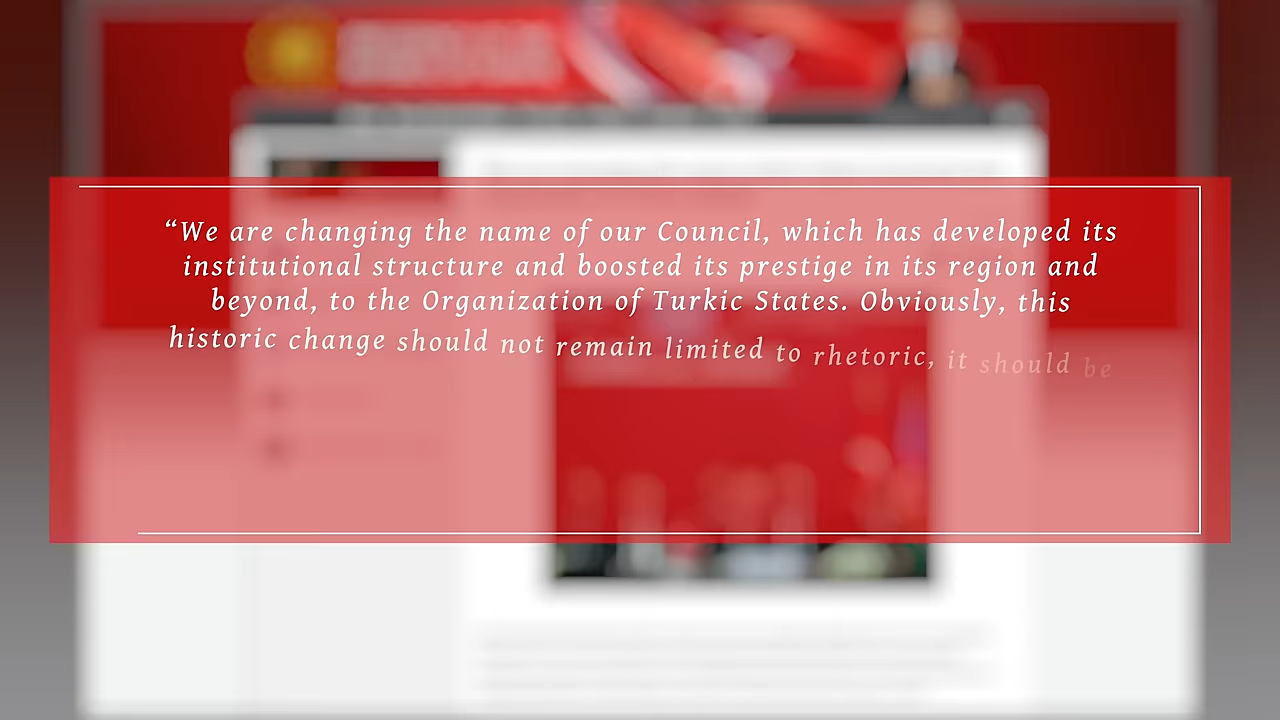 “We are changing the name of our Council, which has developed its
institutional structure and boosted its prestige in its region and
beyond, to the Organization of Turkic States. Obviously, this
historic change should not remain limited to rhetoric, it should be